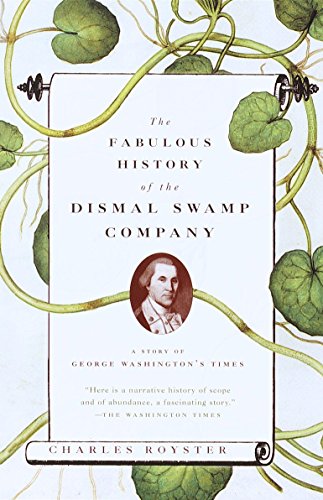 The
FABULOUS
HISTORY
of the
DISMAL SWAMP
COMPANY
A STORY OF
GEORGE WASHINGTON'S TIMES
"Here is a narrative history of scope
and of abundance, a fascinating story."
—THE WASHINGTON TIMES
CHARLES ROYSTER